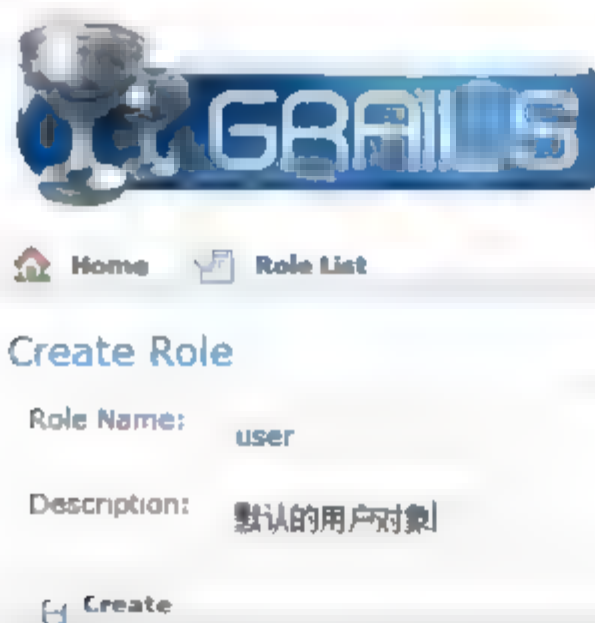 GRAILS
Home Role List
Create Role
Role Name: user
Description: 默认的用户对象
Create